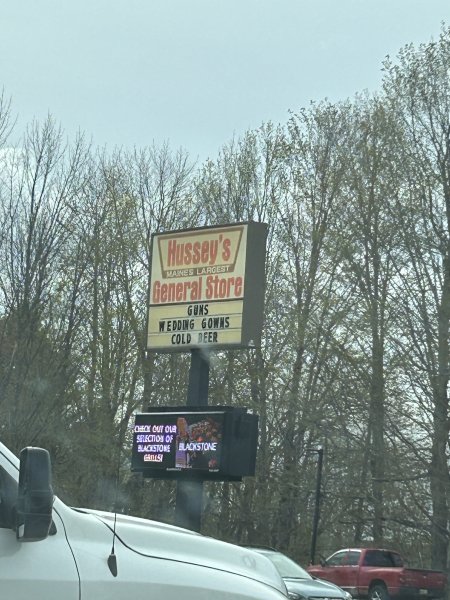 Hussey's
MAINE'S LARGEST
General Store
GUNS
WEDDING GOWNS
COLD BEER
CHECK OUT OUR
SELECTION OF
BLACKSTONE
GRILLS!
BLACKSTONE